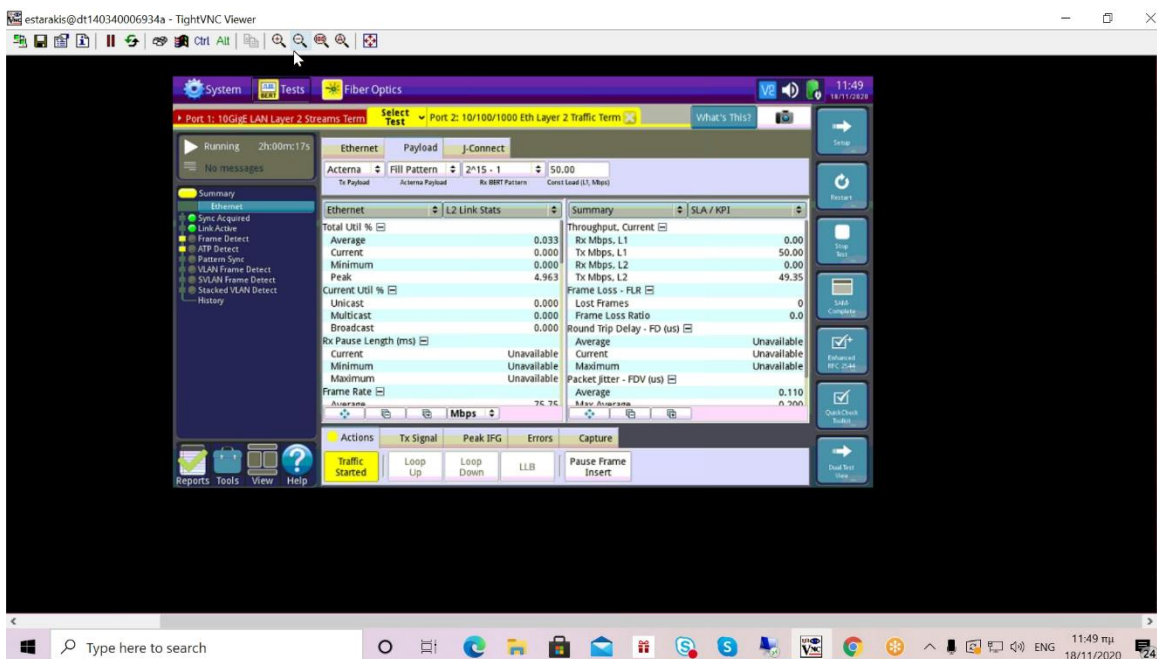 estarakis@dt140340006934a - TightVNC Viewer
Ctrl Alt
System Tests Fiber Optics 11:49
18/11/2020
Port 1: 10GigE LAN Layer 2 Streams Term Select Test Port 2: 10/100/1000 Eth Layer 2 Traffic Term What's This?
Running 2h:00m:17s
No messages
Summary
Ethernet
Sync Acquired
Link Active
Frame Detect
ATP Detect
Pattern Sync
VLAN Frame Detect
SVLAN Frame Detect
Stacked VLAN Detect
History
Ethernet Payload J-Connect
Acterna Fill Pattern 2^15 - 1 50.00
Tx Payload Acterna Payload Rx BERT Pattern Const Load (L1, Mbps)
Ethernet L2 Link Stats
Total Util %
Average 0.033
Current 0.000
Minimum 0.000
Peak 4.963
Current Util %
Unicast 0.000
Multicast 0.000
Broadcast 0.000
Rx Pause Length (ms)
Current Unavailable
Minimum Unavailable
Maximum Unavailable
Frame Rate
Average 75.75
Mbps
Summary SLA / KPI
Throughput, Current
Rx Mbps, L1 0.00
Tx Mbps, L1 50.00
Rx Mbps, L2 0.00
Tx Mbps, L2 49.35
Frame Loss - FLR
Lost Frames 0
Frame Loss Ratio 0.0
Round Trip Delay - FD (us)
Average Unavailable
Current Unavailable
Maximum Unavailable
Packet Jitter - FDV (us)
Average 0.110
Max Average 0.200
Actions Tx Signal Peak IFG Errors Capture
Traffic Started
Loop Up
Loop Down
LLB
Pause Frame Insert
Setup
Restart
Stop Test
SAM-Complete
Enhanced RFC 2544
QuickCheck Toolkit
Dual Test View
Reports Tools View Help
Type here to search
ENG
11:49 πμ
18/11/2020
24